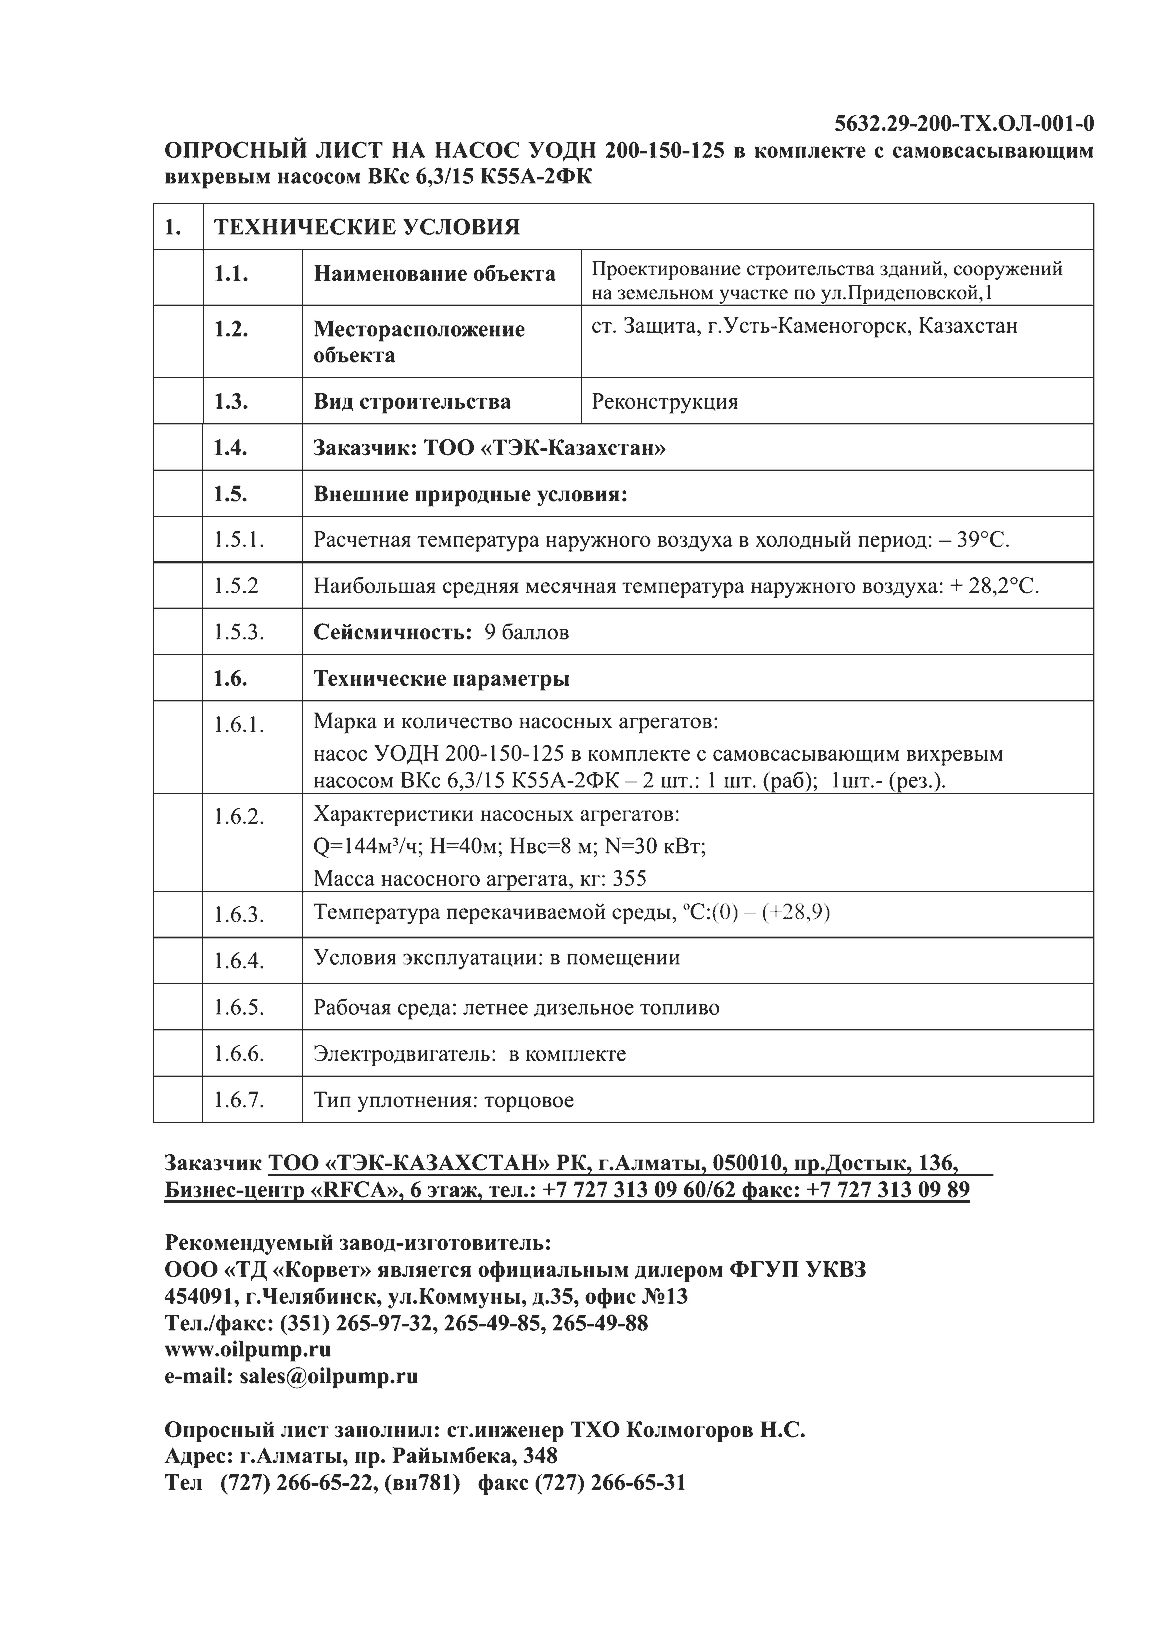 5632.29-200-ТХ.ОЛ-001-0
ОПРОСНЫЙ ЛИСТ НА НАСОС УОДН 200-150-125 в комплекте с самовсасывающим
вихревым насосом ВКс 6,3/15 К55А-2ФК
1. ТЕХНИЧЕСКИЕ УСЛОВИЯ
1.1. Наименование объекта Проектирование строительства зданий, сооружений
на земельном участке по ул.Придеповской,1
1.2. Месторасположение ст. Защита, г.Усть-Каменогорск, Казахстан
объекта
1.3. Вид строительства Реконструкция
1.4. Заказчик: ТОО «ТЭК-Казахстан»
1.5. Внешние природные условия:
1.5.1. Расчетная температура наружного воздуха в холодный период: – 39°С.
1.5.2 Наибольшая средняя месячная температура наружного воздуха: + 28,2°С.
1.5.3. Сейсмичность: 9 баллов
1.6. Технические параметры
1.6.1. Марка и количество насосных агрегатов:
насос УОДН 200-150-125 в комплекте с самовсасывающим вихревым
насосом ВКс 6,3/15 К55А-2ФК – 2 шт.: 1 шт. (раб); 1шт.- (рез.).
1.6.2. Характеристики насосных агрегатов:
Q=144м³/ч; Н=40м; Нвс=8 м; N=30 кВт;
Масса насосного агрегата, кг: 355
1.6.3. Температура перекачиваемой среды, ºС:(0) – (+28,9)
1.6.4. Условия эксплуатации: в помещении
1.6.5. Рабочая среда: летнее дизельное топливо
1.6.6. Электродвигатель: в комплекте
1.6.7. Тип уплотнения: торцовое
Заказчик ТОО «ТЭК-КАЗАХСТАН» РК, г.Алматы, 050010, пр.Достык, 136,
Бизнес-центр «RFCA», 6 этаж, тел.: +7 727 313 09 60/62 факс: +7 727 313 09 89
Рекомендуемый завод-изготовитель:
ООО «ТД «Корвет» является официальным дилером ФГУП УКВЗ
454091, г.Челябинск, ул.Коммуны, д.35, офис №13
Тел./факс: (351) 265-97-32, 265-49-85, 265-49-88
www.oilpump.ru
e-mail: sales@oilpump.ru
Опросный лист заполнил: ст.инженер ТХО Колмогоров Н.С.
Адрес: г.Алматы, пр. Райымбека, 348
Тел (727) 266-65-22, (вн781) факс (727) 266-65-31